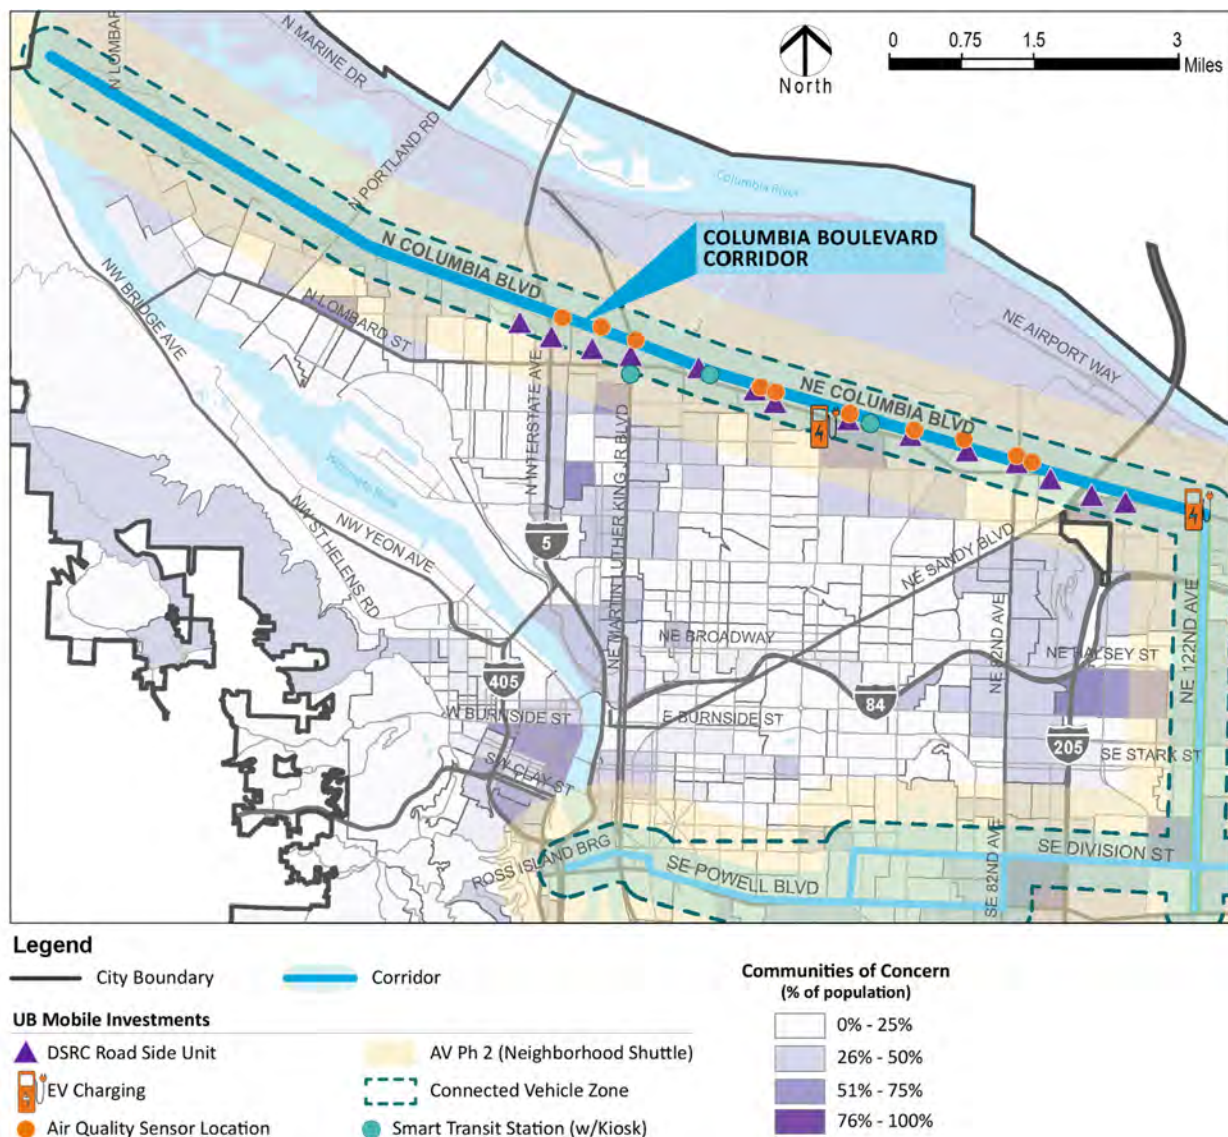 N LOMBAR
N MARINE DR
North
0 0.75 1.5 3
Miles
N PORTLAND RD
Columbia River
COLUMBIA BOULEVARD
CORRIDOR
N COLUMBIA BLVD
NW BRIDGE AVE
N LOMBARD ST
NE AIRPORT WAY
NE COLUMBIA BLVD
N INTERSTATE AVE
NE MARTIN LUTHER KING JR BLVD
Willamette River
NW YEON AVE
NW ST HELENS RD
5
NE SANDY BLVD
NE 82ND AVE
NE 122ND AVE
NE BROADWAY
NE HALSEY ST
405
84
W BURNSIDE ST
E BURNSIDE ST
205
SE STARK ST
SW CLAY ST
ROSS ISLAND BRG
SE POWELL BLVD
SE 82ND AVE
SE DIVISION ST
Legend
City Boundary
Corridor
UB Mobile Investments
DSRC Road Side Unit
EV Charging
Air Quality Sensor Location
AV Ph 2 (Neighborhood Shuttle)
Connected Vehicle Zone
Smart Transit Station (w/Kiosk)
Communities of Concern
(% of population)
0% - 25%
26% - 50%
51% - 75%
76% - 100%